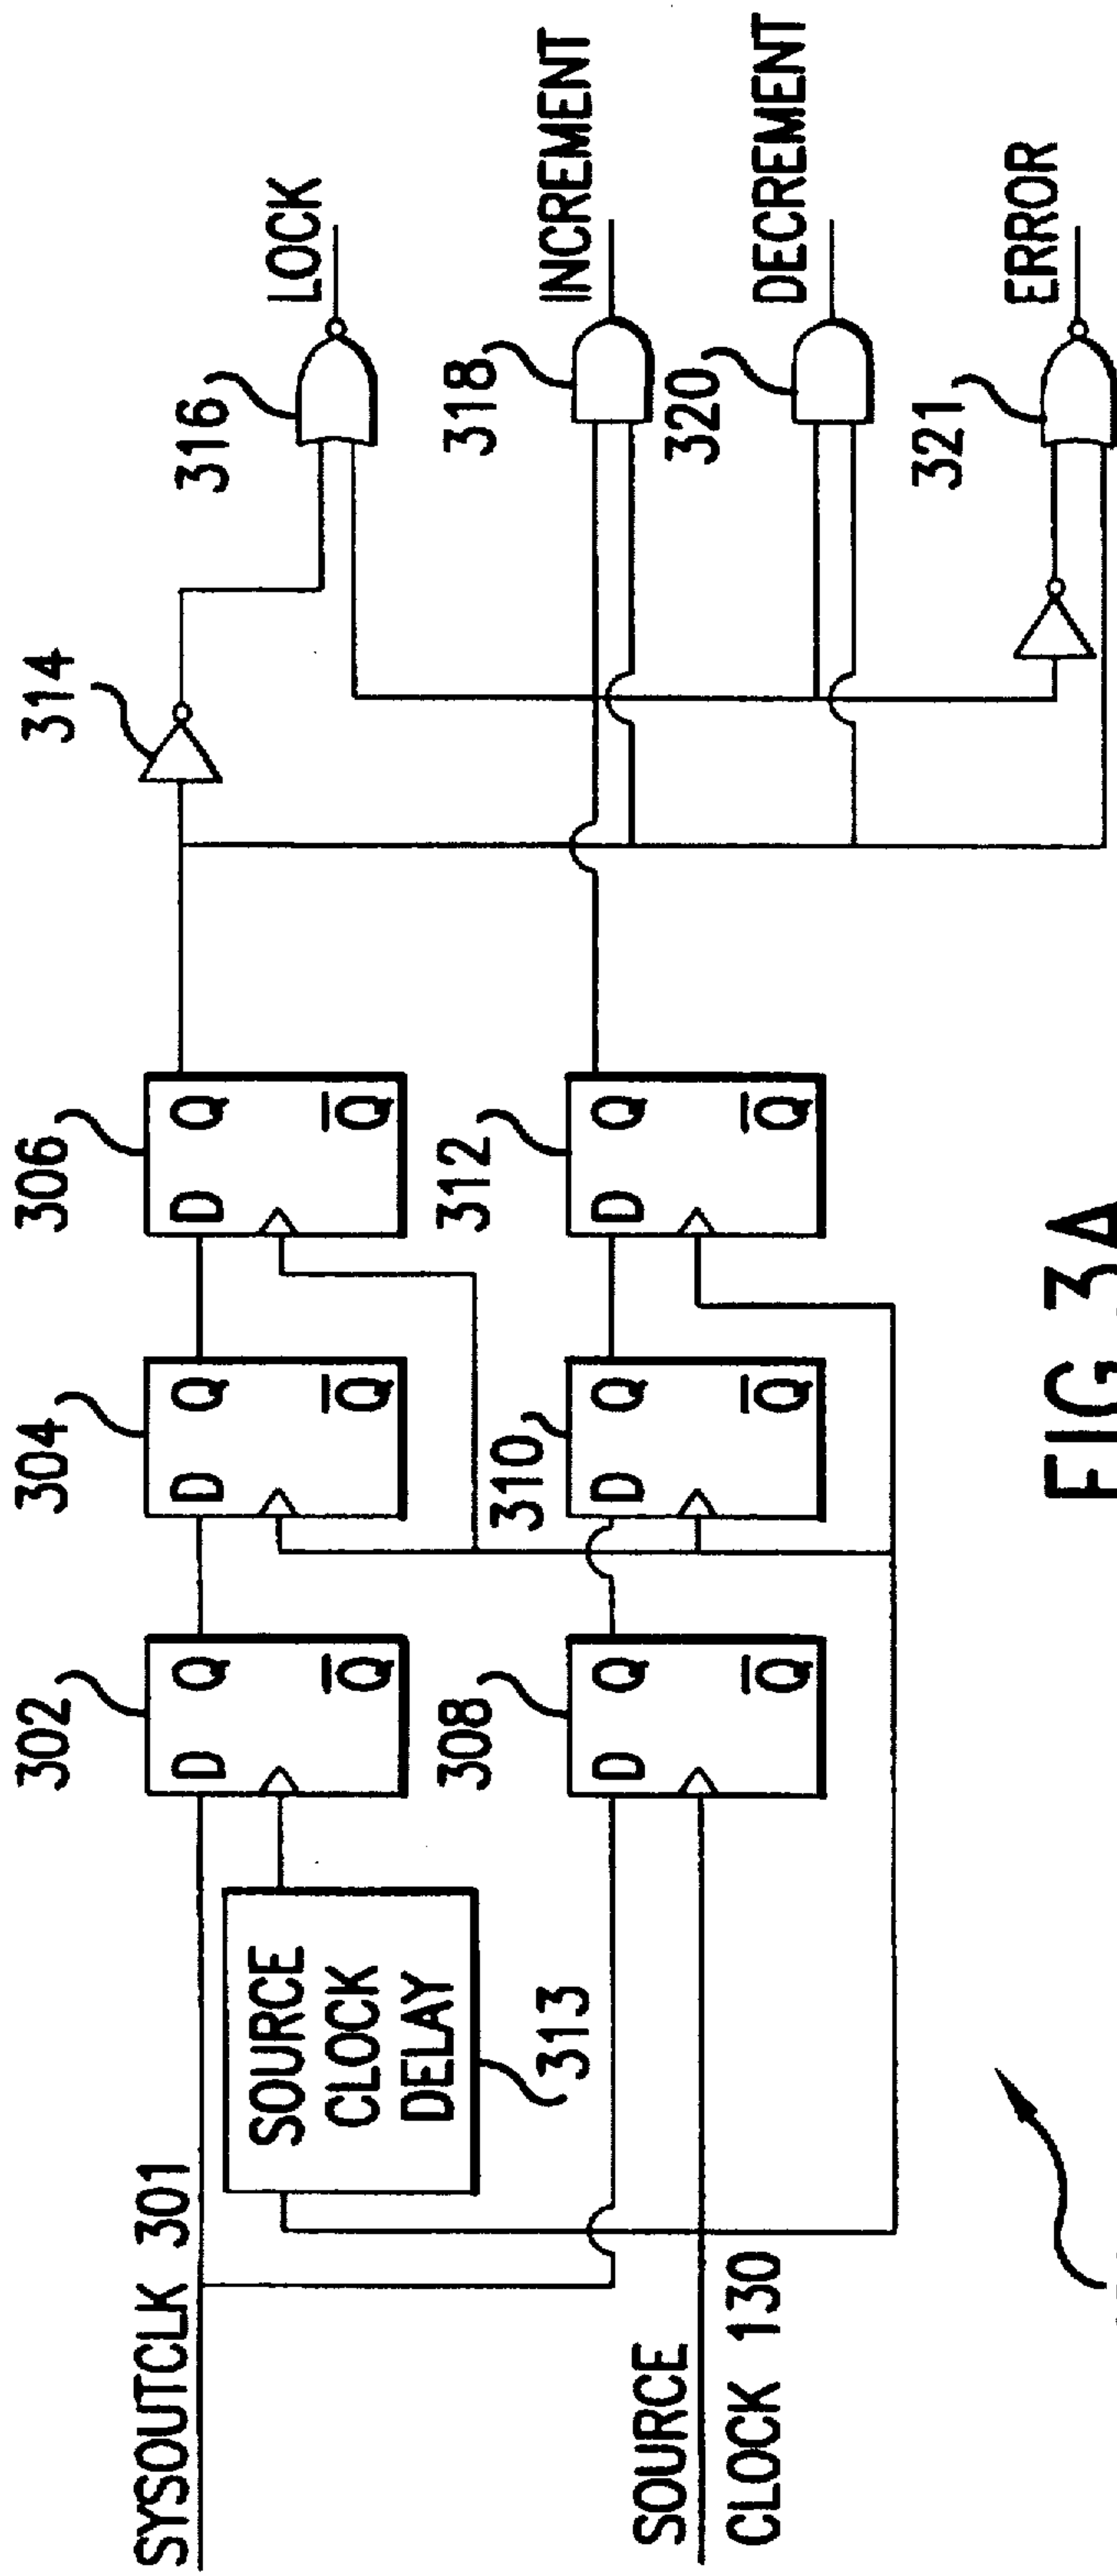 SYSOUTCLK 301
SOURCE
CLOCK
DELAY
313
SOURCE
CLOCK 130
302
D Q
Q̅
304
D Q
Q̅
306
D Q
Q̅
308
D Q
Q̅
310
D Q
Q̅
312
D Q
Q̅
314
316
LOCK
318
INCREMENT
320
DECREMENT
321
ERROR
FIG.3A